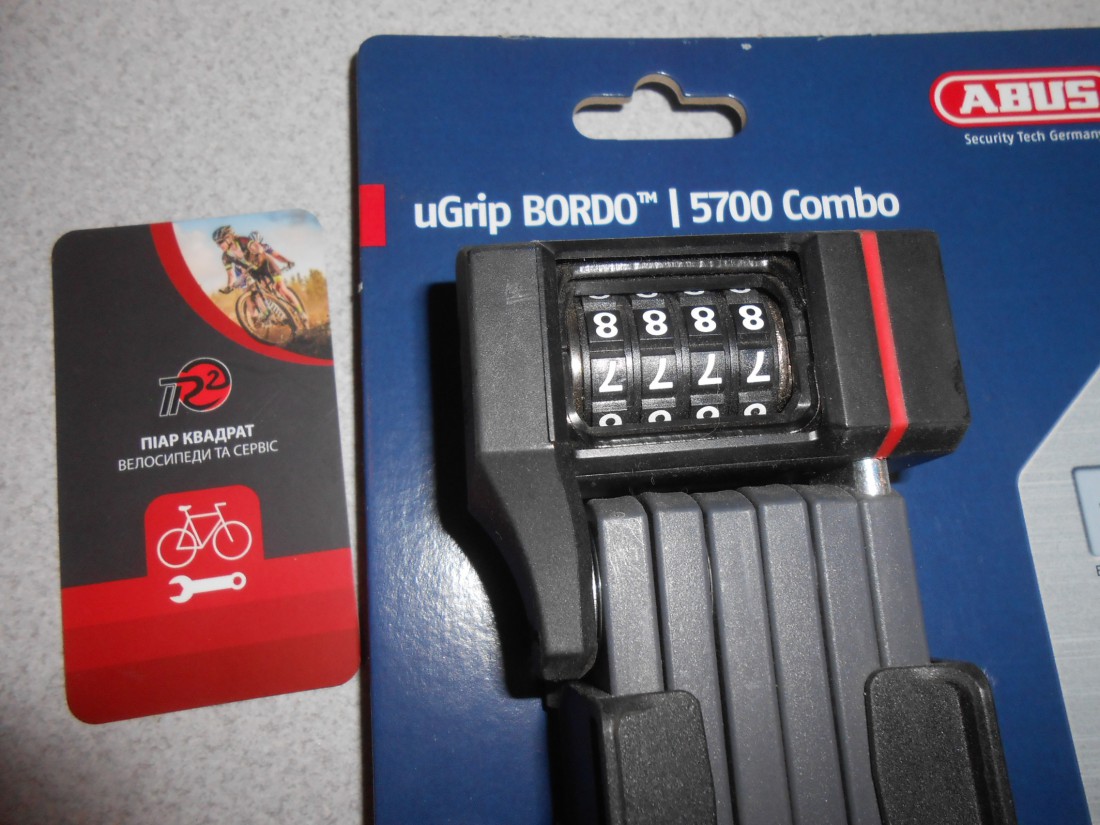 ABUS
Security Tech Germany
uGrip BORDO™ | 5700 Combo
8 8 8 8
7 7 7 7
ПІАР КВАДРАТ
ВЕЛОСИПЕДИ ТА СЕРВІС